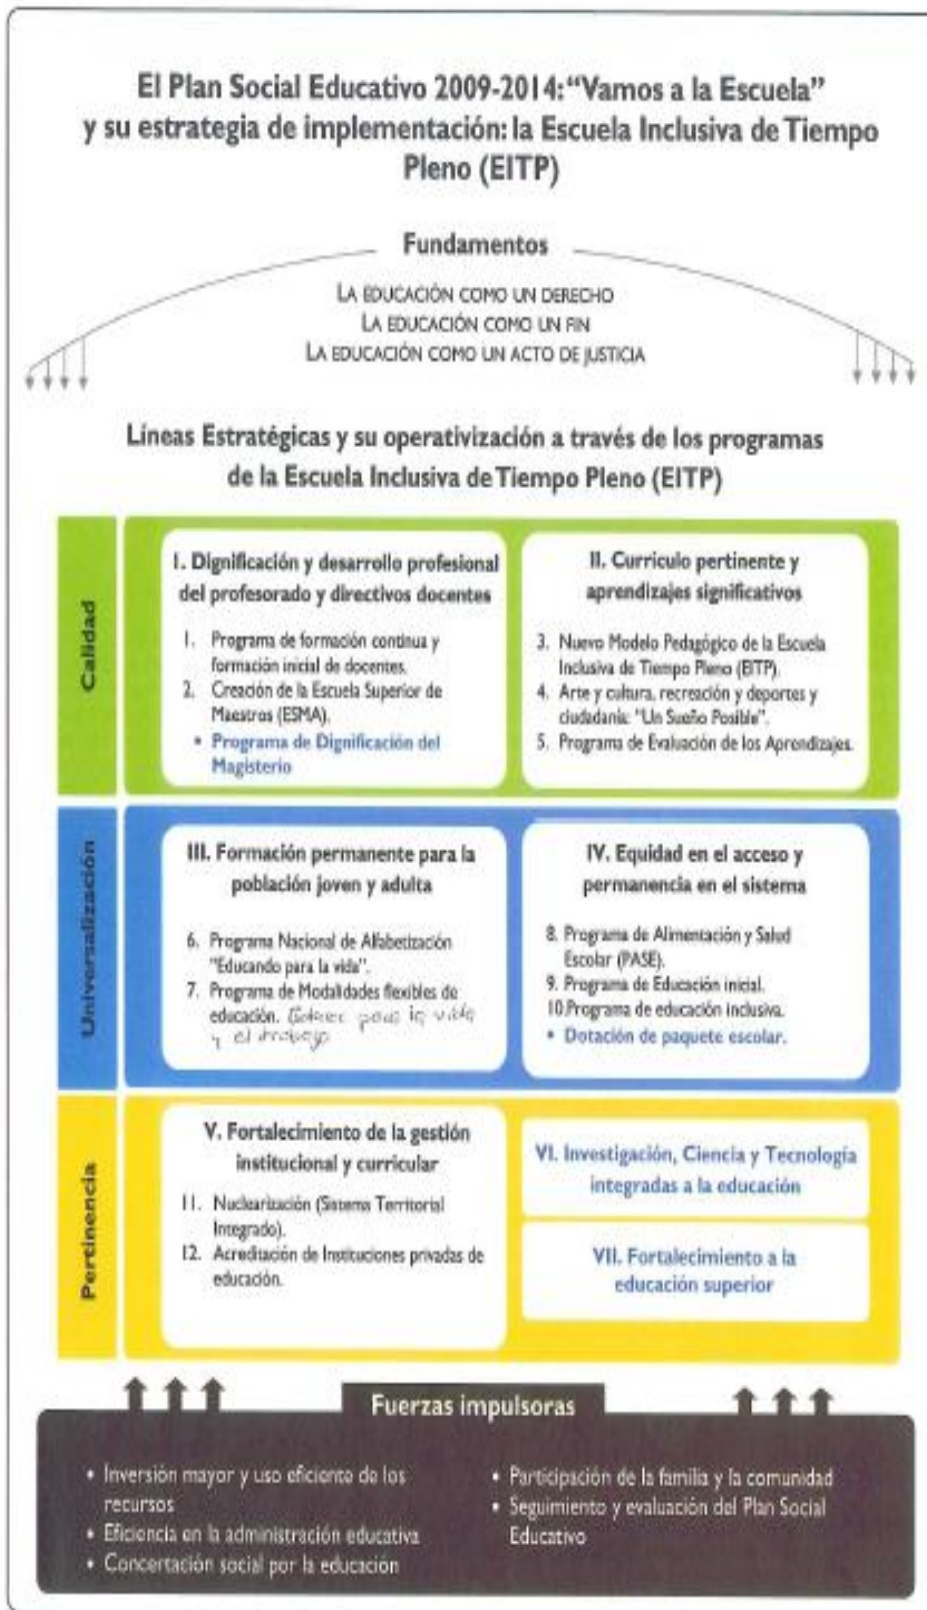 El Plan Social Educativo 2009-2014: “Vamos a la Escuela”
y su estrategia de implementación: la Escuela Inclusiva de Tiempo
Pleno (EITP)
Fundamentos
LA EDUCACIÓN COMO UN DERECHO
LA EDUCACIÓN COMO UN FIN
LA EDUCACIÓN COMO UN ACTO DE JUSTICIA
Líneas Estratégicas y su operativización a través de los programas
de la Escuela Inclusiva de Tiempo Pleno (EITP)
Calidad
I. Dignificación y desarrollo profesional
del profesorado y directivos docentes
1. Programa de formación continua y
formación inicial de docentes.
2. Creación de la Escuela Superior de
Maestros (ESMA).
• Programa de Dignificación del
Magisterio
II. Curriculo pertinente y
aprendizajes significativos
3. Nuevo Modelo Pedagógico de la Escuela
Inclusiva de Tiempo Pleno (EITP).
4. Arte y cultura, recreación y deportes y
ciudadanía: "Un Sueño Posible".
5. Programa de Evaluación de los Aprendizajes.
Universalización
III. Formación permanente para la
población joven y adulta
6. Programa Nacional de Alfabetización
"Educando para la vida".
7. Programa de Modalidades flexibles de
educación. para la vida
y el trabajo
IV. Equidad en el acceso y
permanencia en el sistema
8. Programa de Alimentación y Salud
Escolar (PASE).
9. Programa de Educación inicial.
10. Programa de educación inclusiva.
• Dotación de paquete escolar.
Pertinencia
V. Fortalecimiento de la gestión
institucional y curricular
11. Nuclearización (Sistema Territorial
Integrado).
12. Acreditación de Instituciones privadas de
educación.
VI. Investigación, Ciencia y Tecnología
integradas a la educación
VII. Fortalecimiento a la
educación superior
Fuerzas impulsoras
• Inversión mayor y uso eficiente de los
recursos
• Eficiencia en la administración educativa
• Concertación social por la educación
• Participación de la familia y la comunidad
• Seguimiento y evaluación del Plan Social
Educativo